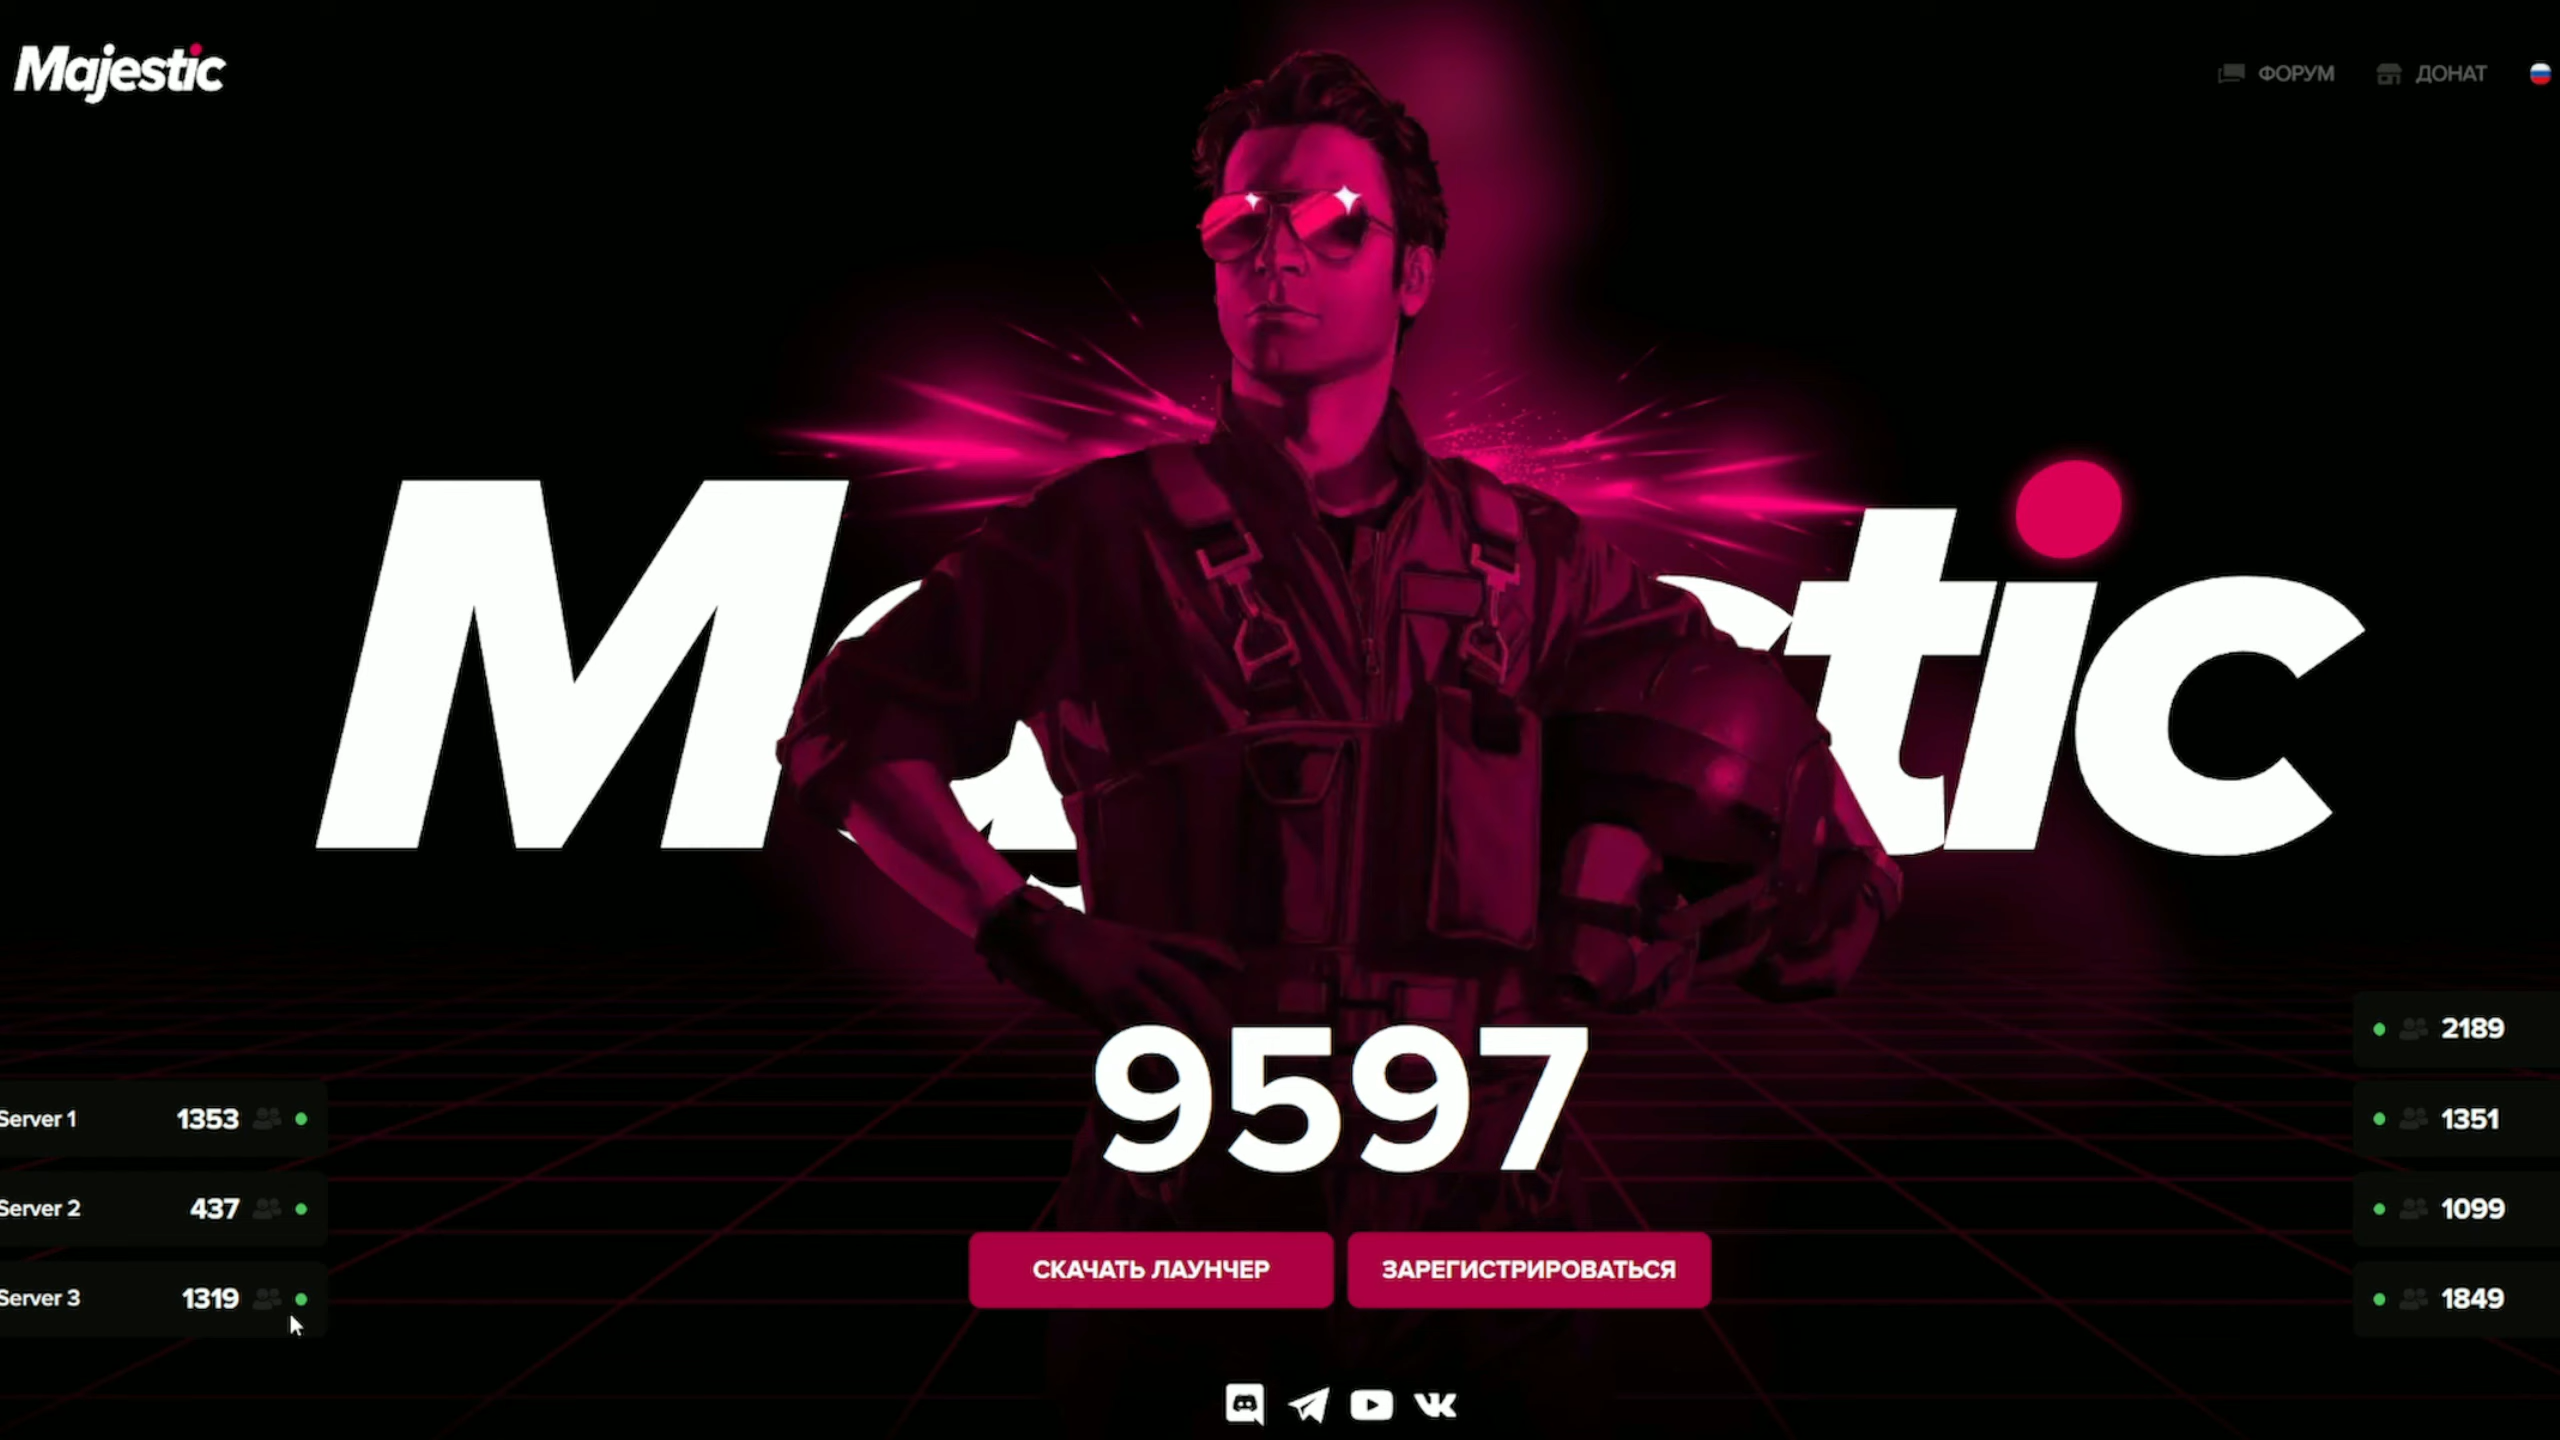 Majestic
ФОРУМ
ДОНАТ
Majestic
9597
Server 1 1353
Server 2 437
Server 3 1319
2189
1351
1099
1849
СКАЧАТЬ ЛАУНЧЕР
ЗАРЕГИСТРИРОВАТЬСЯ